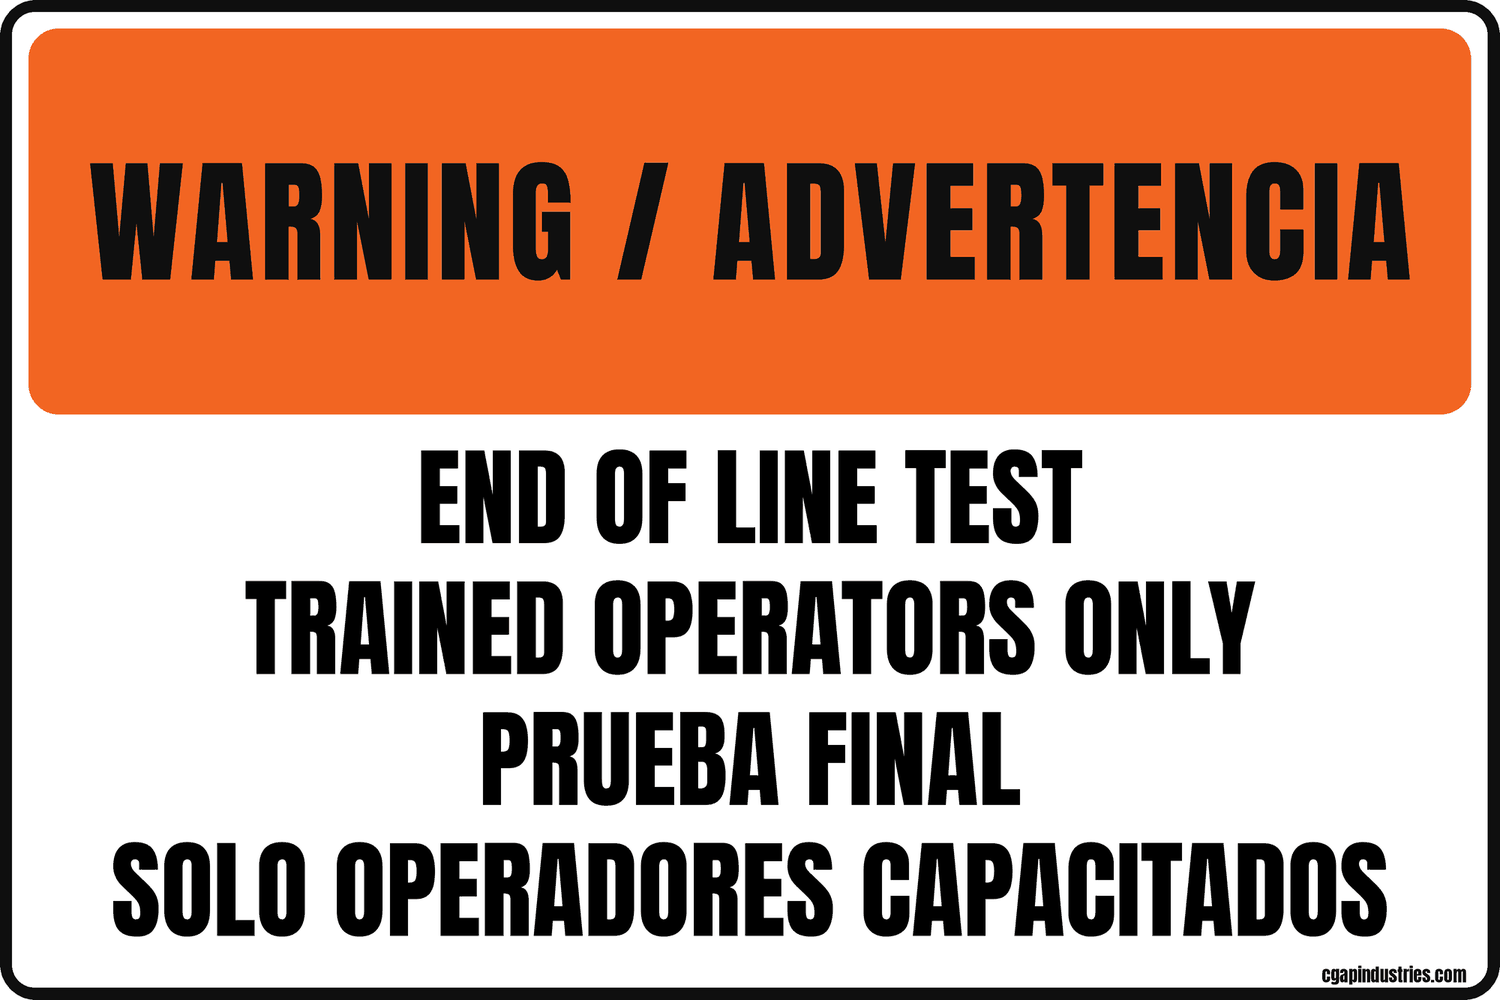 WARNING / ADVERTENCIA
END OF LINE TEST
TRAINED OPERATORS ONLY
PRUEBA FINAL
SOLO OPERADORES CAPACITADOS
cgapindustries.com